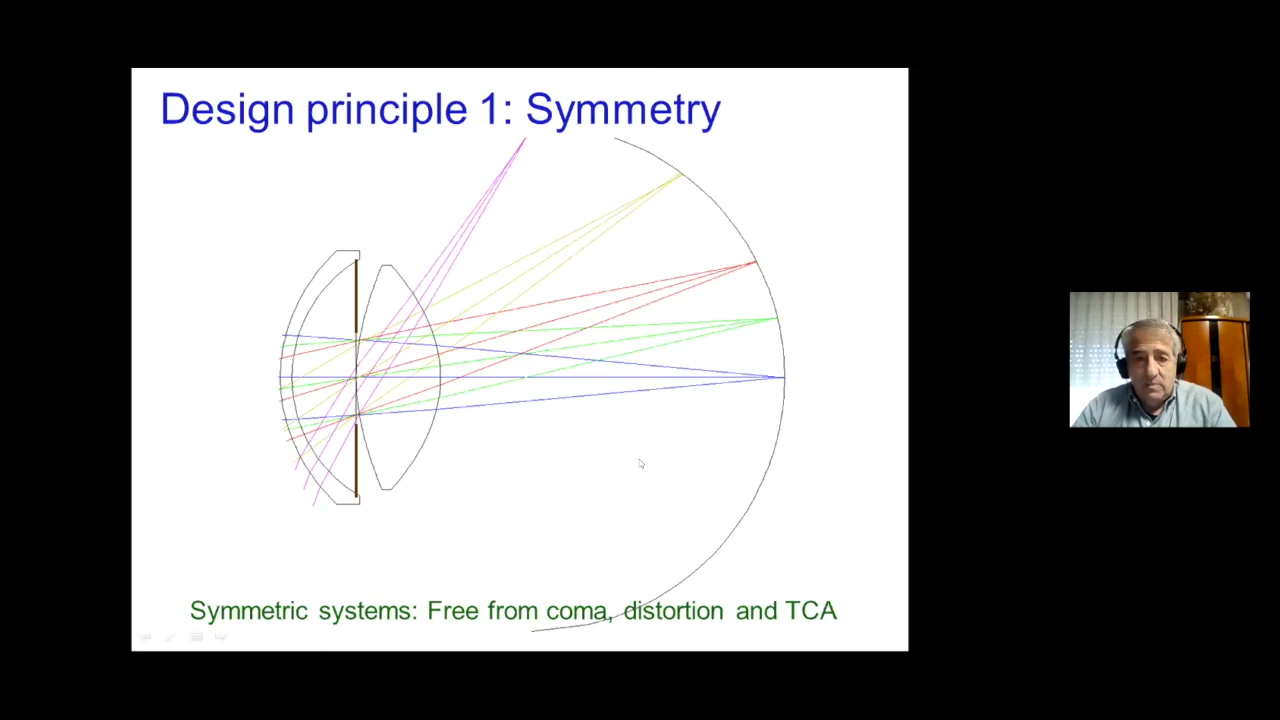 Design principle 1: Symmetry
Symmetric systems: Free from coma, distortion and TCA